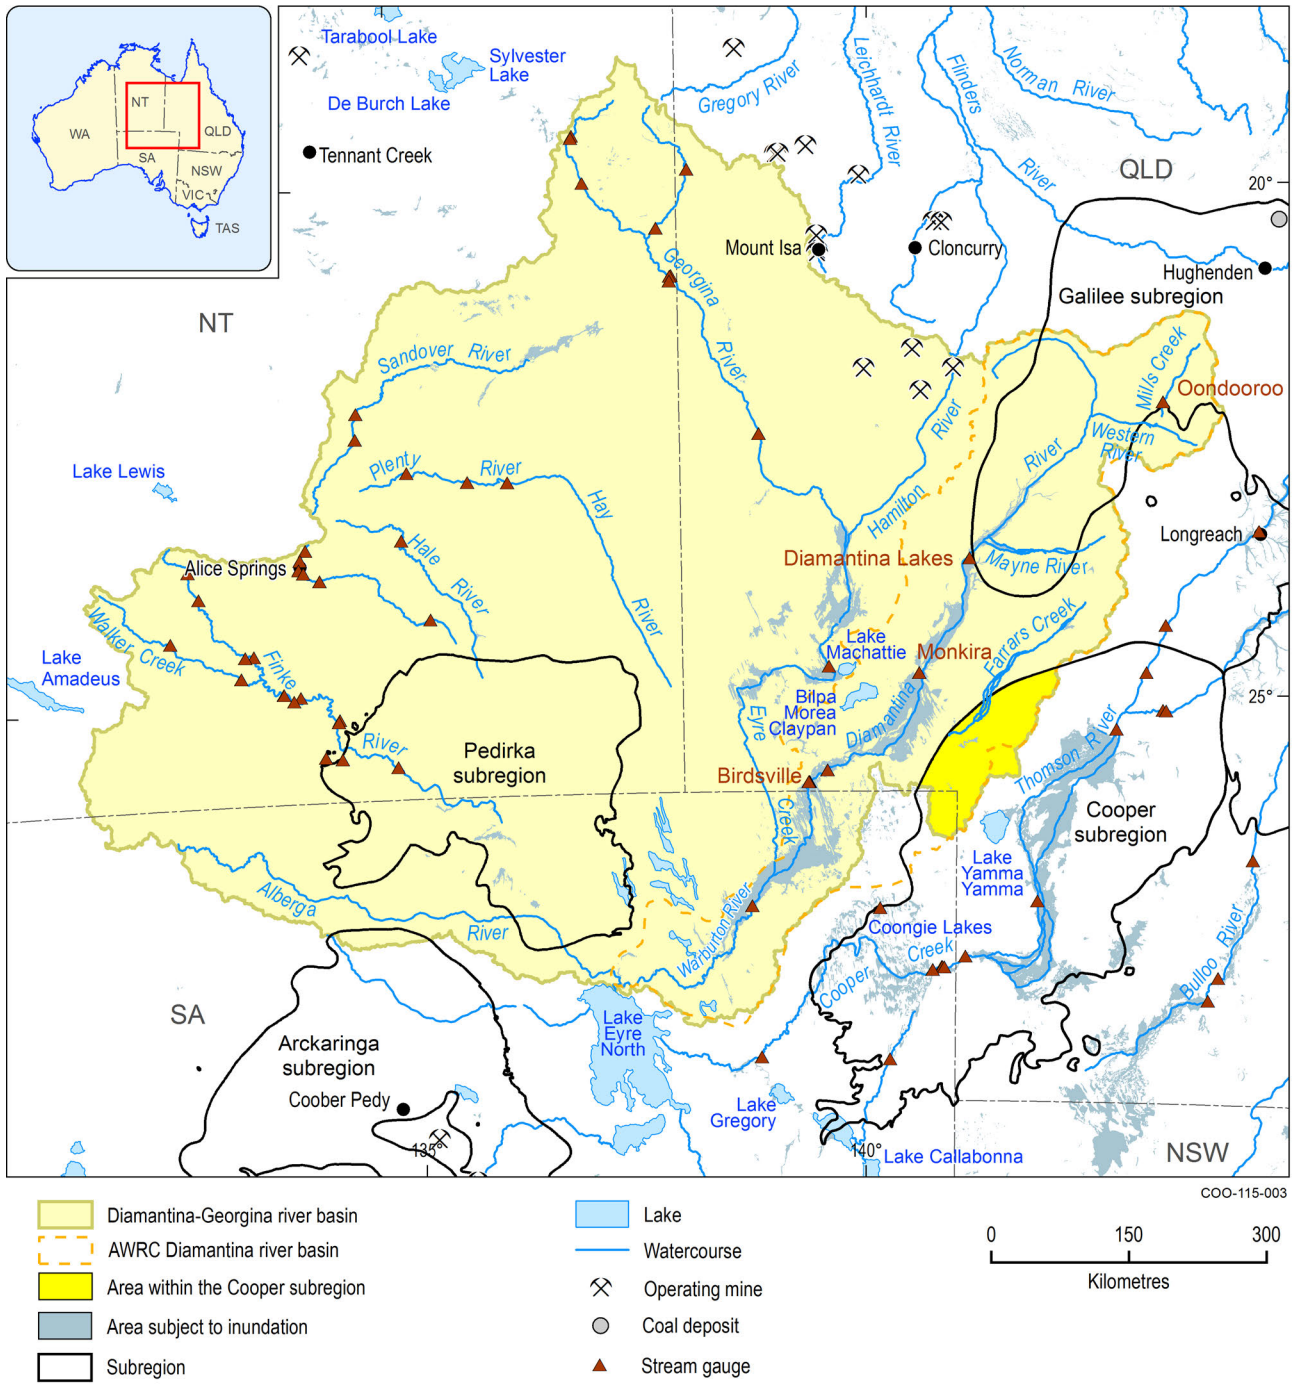 Tarabool Lake
Sylvester
Lake
De Burch Lake
Tennant Creek
Gregory River
Leichhardt River
Flinders
River
Norman River
QLD
20°
WA
NT
QLD
SA
NSW
VIC
TAS
Mount Isa
Cloncurry
Hughenden
Galilee subregion
NT
Georgina
River
Sandover River
Mills Creek
Oondooroo
Western
River
River
River
Hamilton
Plenty River
Hay
River
Lake Lewis
Longreach
Diamantina Lakes
Mayne River
Alice Springs
Hale
River
Walker Creek
Finke
River
Lake
Amadeus
Lake
Machattie
Monkira
Farrars Creek
Bilpa
Morea
Claypan
Diamantina
Eyre
Creek
25°
Pedirka
subregion
Birdsville
Thomson River
Cooper
subregion
Lake
Yamma
Yamma
Alberga
River
Warburton River
Coongie Lakes
Cooper Creek
Bulloo River
SA
Lake
Eyre
North
Arckaringa
subregion
Coober Pedy
Lake
Gregory
135°
140°
Lake Callabonna
NSW
COO-115-003
Diamantina-Georgina river basin
AWRC Diamantina river basin
Area within the Cooper subregion
Area subject to inundation
Subregion
Lake
Watercourse
Operating mine
Coal deposit
Stream gauge
0 150 300
Kilometres